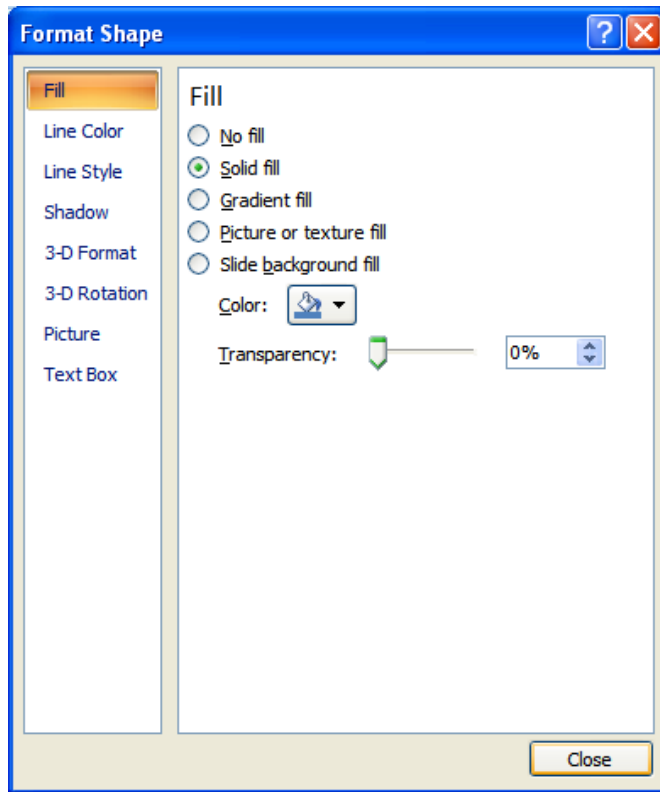 Format Shape
?
Fill
Line Color
Line Style
Shadow
3-D Format
3-D Rotation
Picture
Text Box
Fill
No fill
Solid fill
Gradient fill
Picture or texture fill
Slide background fill
Color:
Transparency: 0%
Close